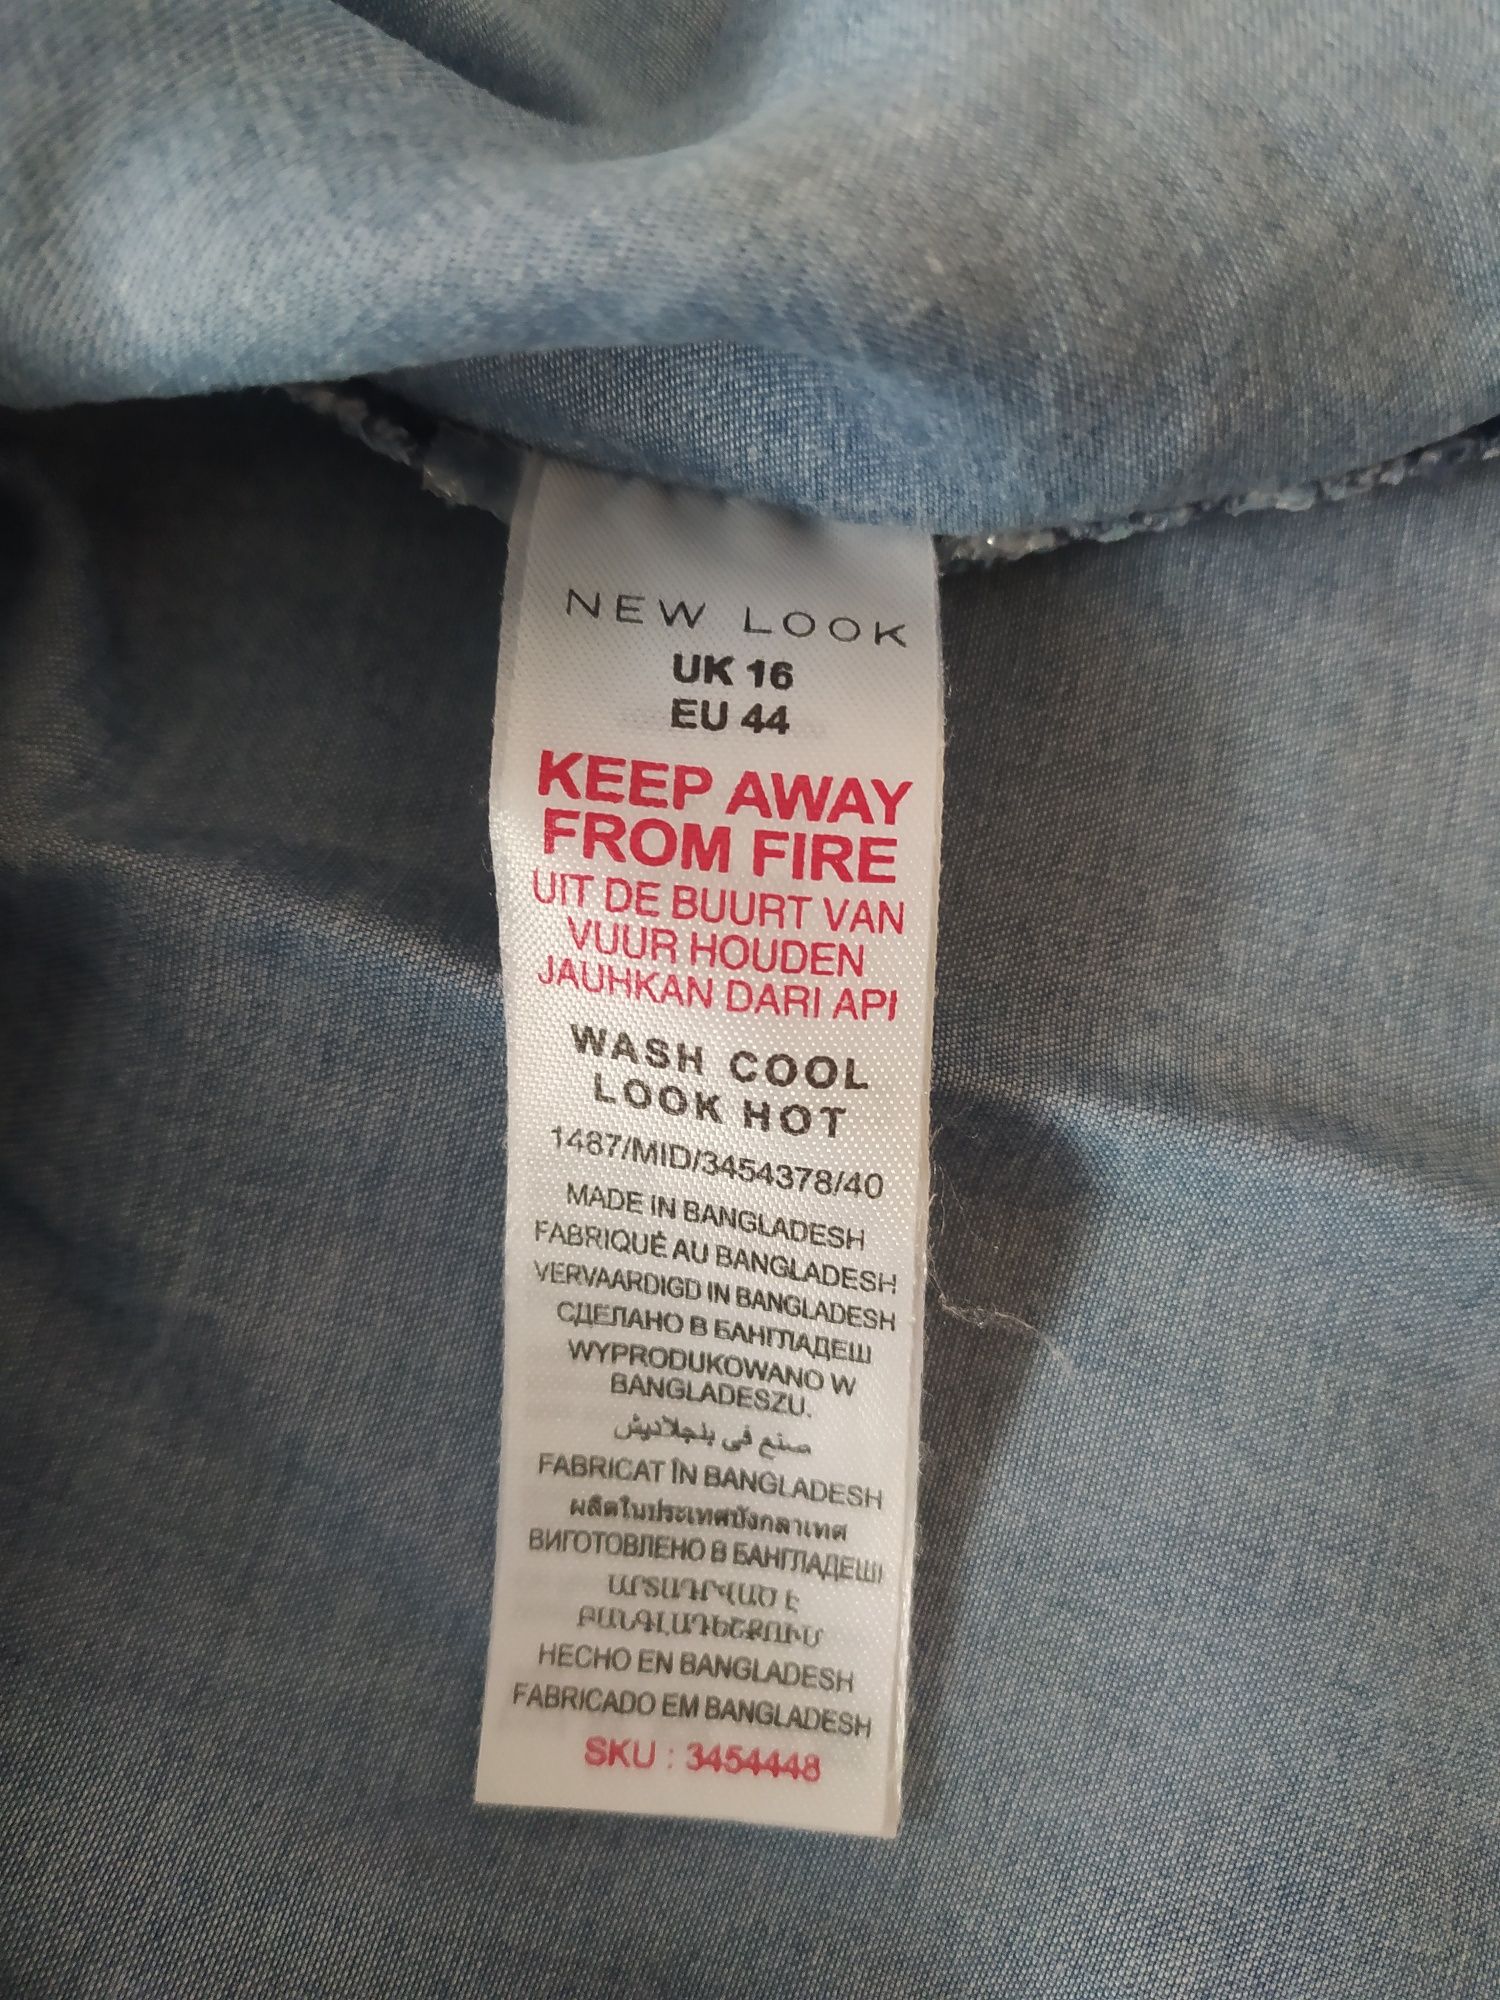 NEW LOOK
UK 16
EU 44
KEEP AWAY
FROM FIRE
UIT DE BUURT VAN
VUUR HOUDEN
JAUHKAN DARI API
WASH COOL
LOOK HOT
1487/MID/3454378/40
MADE IN BANGLADESH
FABRIQUÉ AU BANGLADESH
VERVAARDIGD IN BANGLADESH
СДЕЛАНО В БАНГЛАДЕШ
WYPRODUKOWANO W
BANGLADESZU.
صنع في بنجلاديش
FABRICAT ÎN BANGLADESH
ผลิตในประเทศบังกลาเทศ
ВИГОТОВЛЕНО В БАНГЛАДЕШІ
ԱՐՏԱԴՐՎԱԾ Է
ԲԱՆԳԼԱԴԵՇՔՈՒՄ
HECHO EN BANGLADESH
FABRICADO EM BANGLADESH
SKU : 3454448